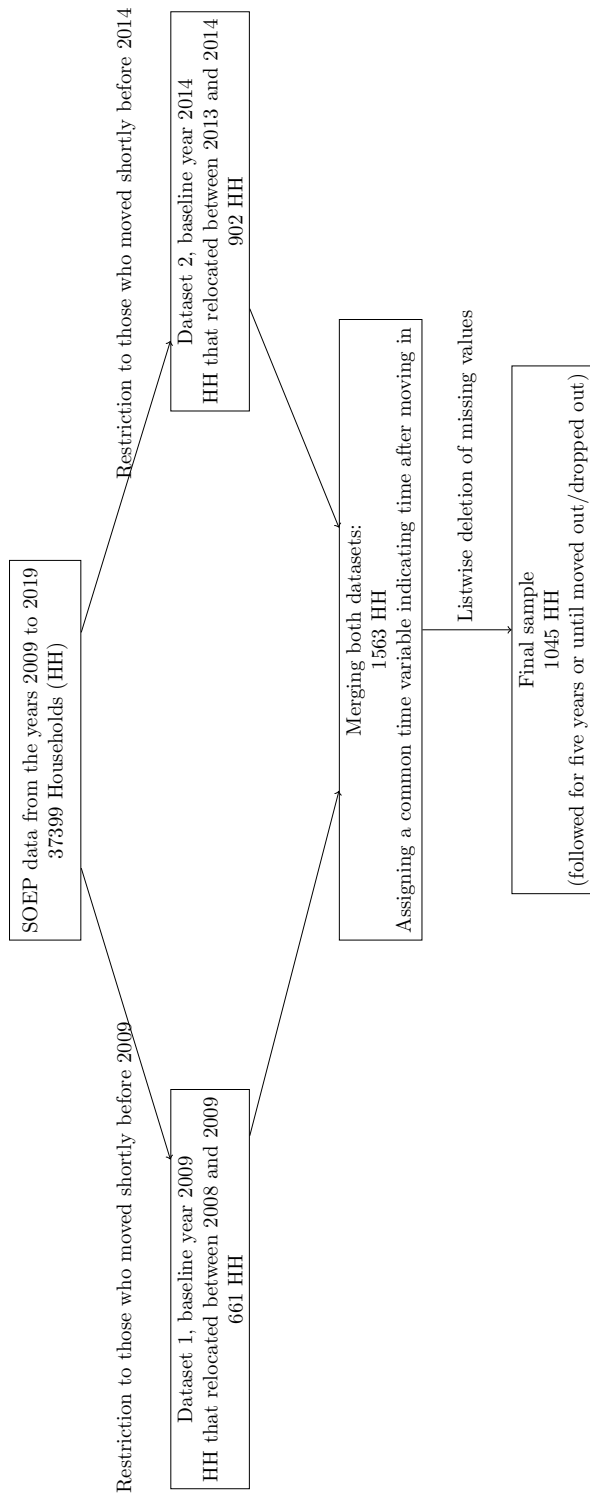 SOEP data from the years 2009 to 2019
37399 Households (HH)
Restriction to those who moved shortly before 2009
Restriction to those who moved shortly before 2014
Dataset 1, baseline year 2009
HH that relocated between 2008 and 2009
661 HH
Dataset 2, baseline year 2014
HH that relocated between 2013 and 2014
902 HH
Merging both datasets:
1563 HH
Assigning a common time variable indicating time after moving in
Listwise deletion of missing values
Final sample
1045 HH
(followed for five years or until moved out/dropped out)